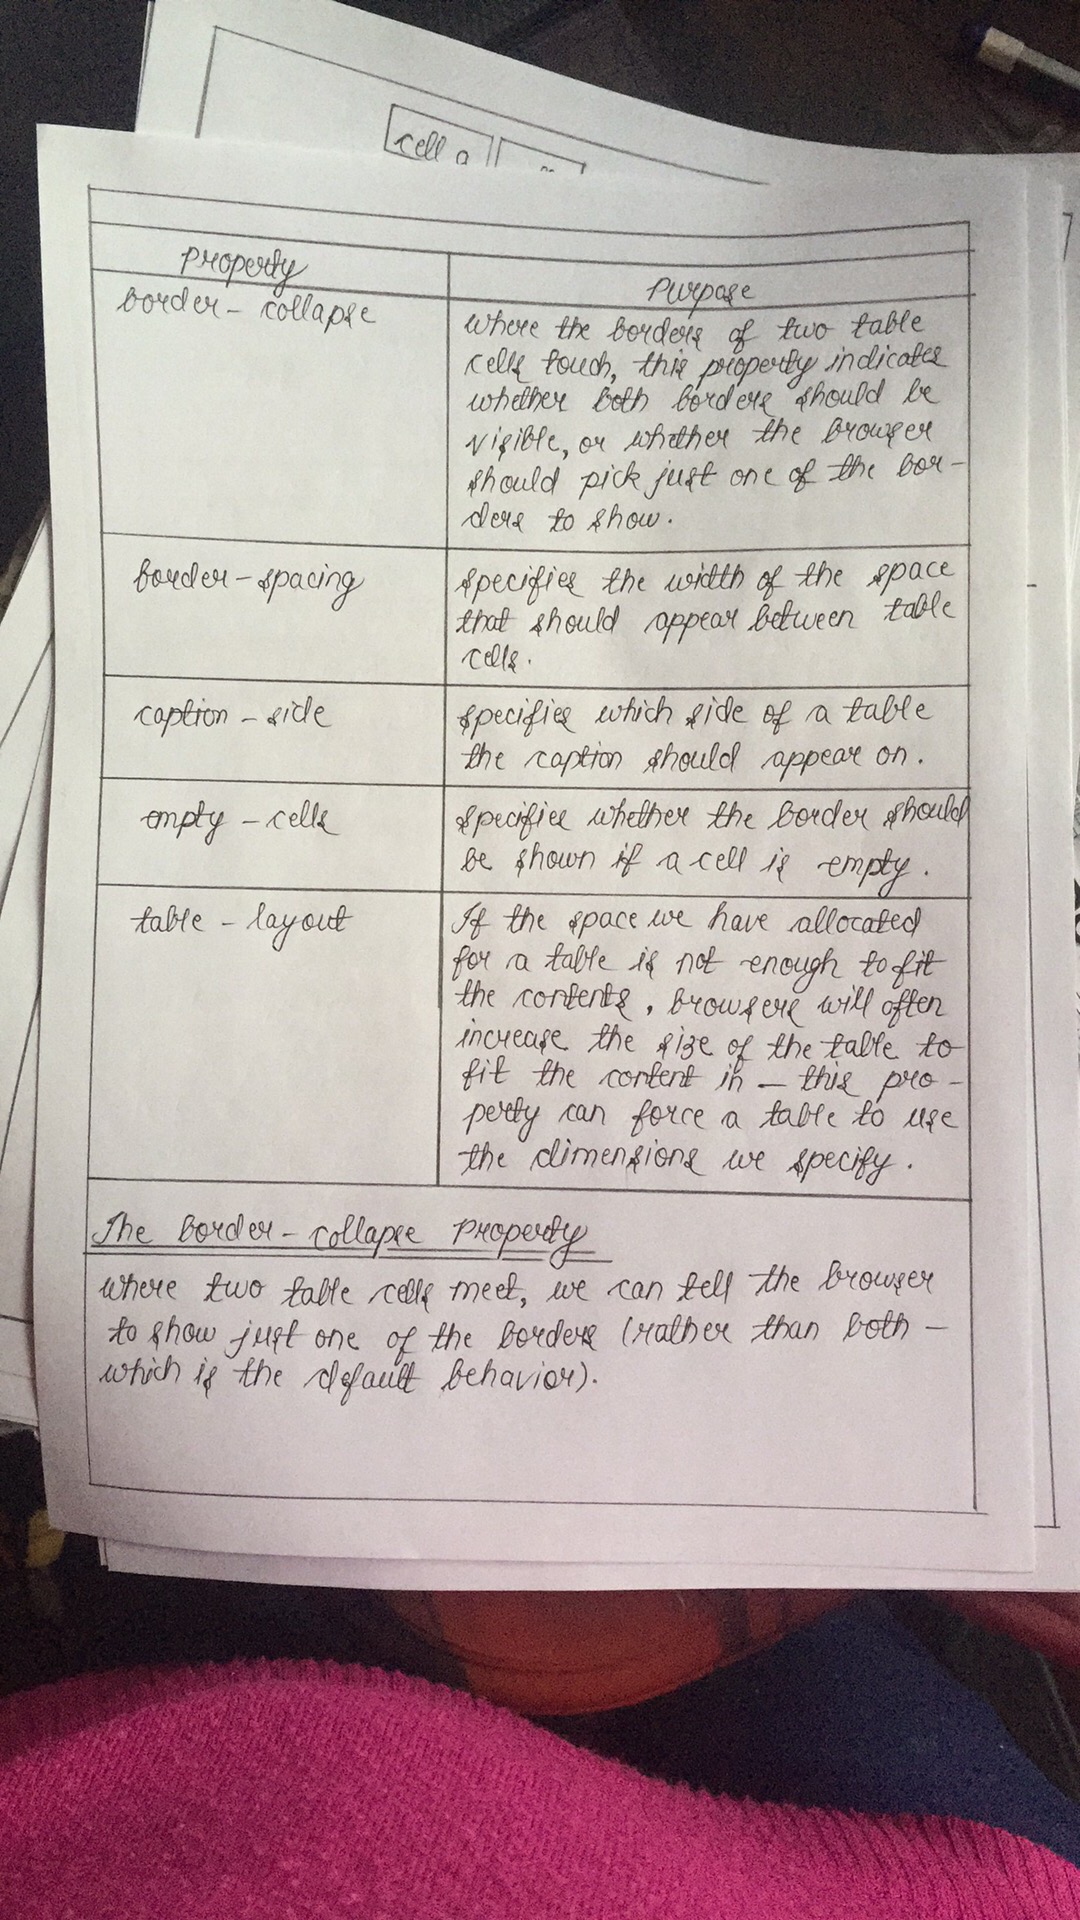 cell a
Property
Purpose
border - collapse
where the borders of two table
cells touch, this property indicates
whether both borders should be
visible, or whether the browser
should pick just one of the bor-
ders to show.
border - spacing
specifies the width of the space
that should appear between table
cells.
caption - side
specifies which side of a table
the caption should appear on.
empty - cells
specifies whether the border should
be shown if a cell is empty.
table - layout
If the space we have allocated
for a table is not enough to fit
the contents, browsers will often
increase the size of the table to
fit the content in - this pro-
perty can force a table to use
the dimensions we specify.
The border - collapse Property
where two table cells meet, we can tell the browser
to show just one of the borders (rather than both -
which is the default behavior).